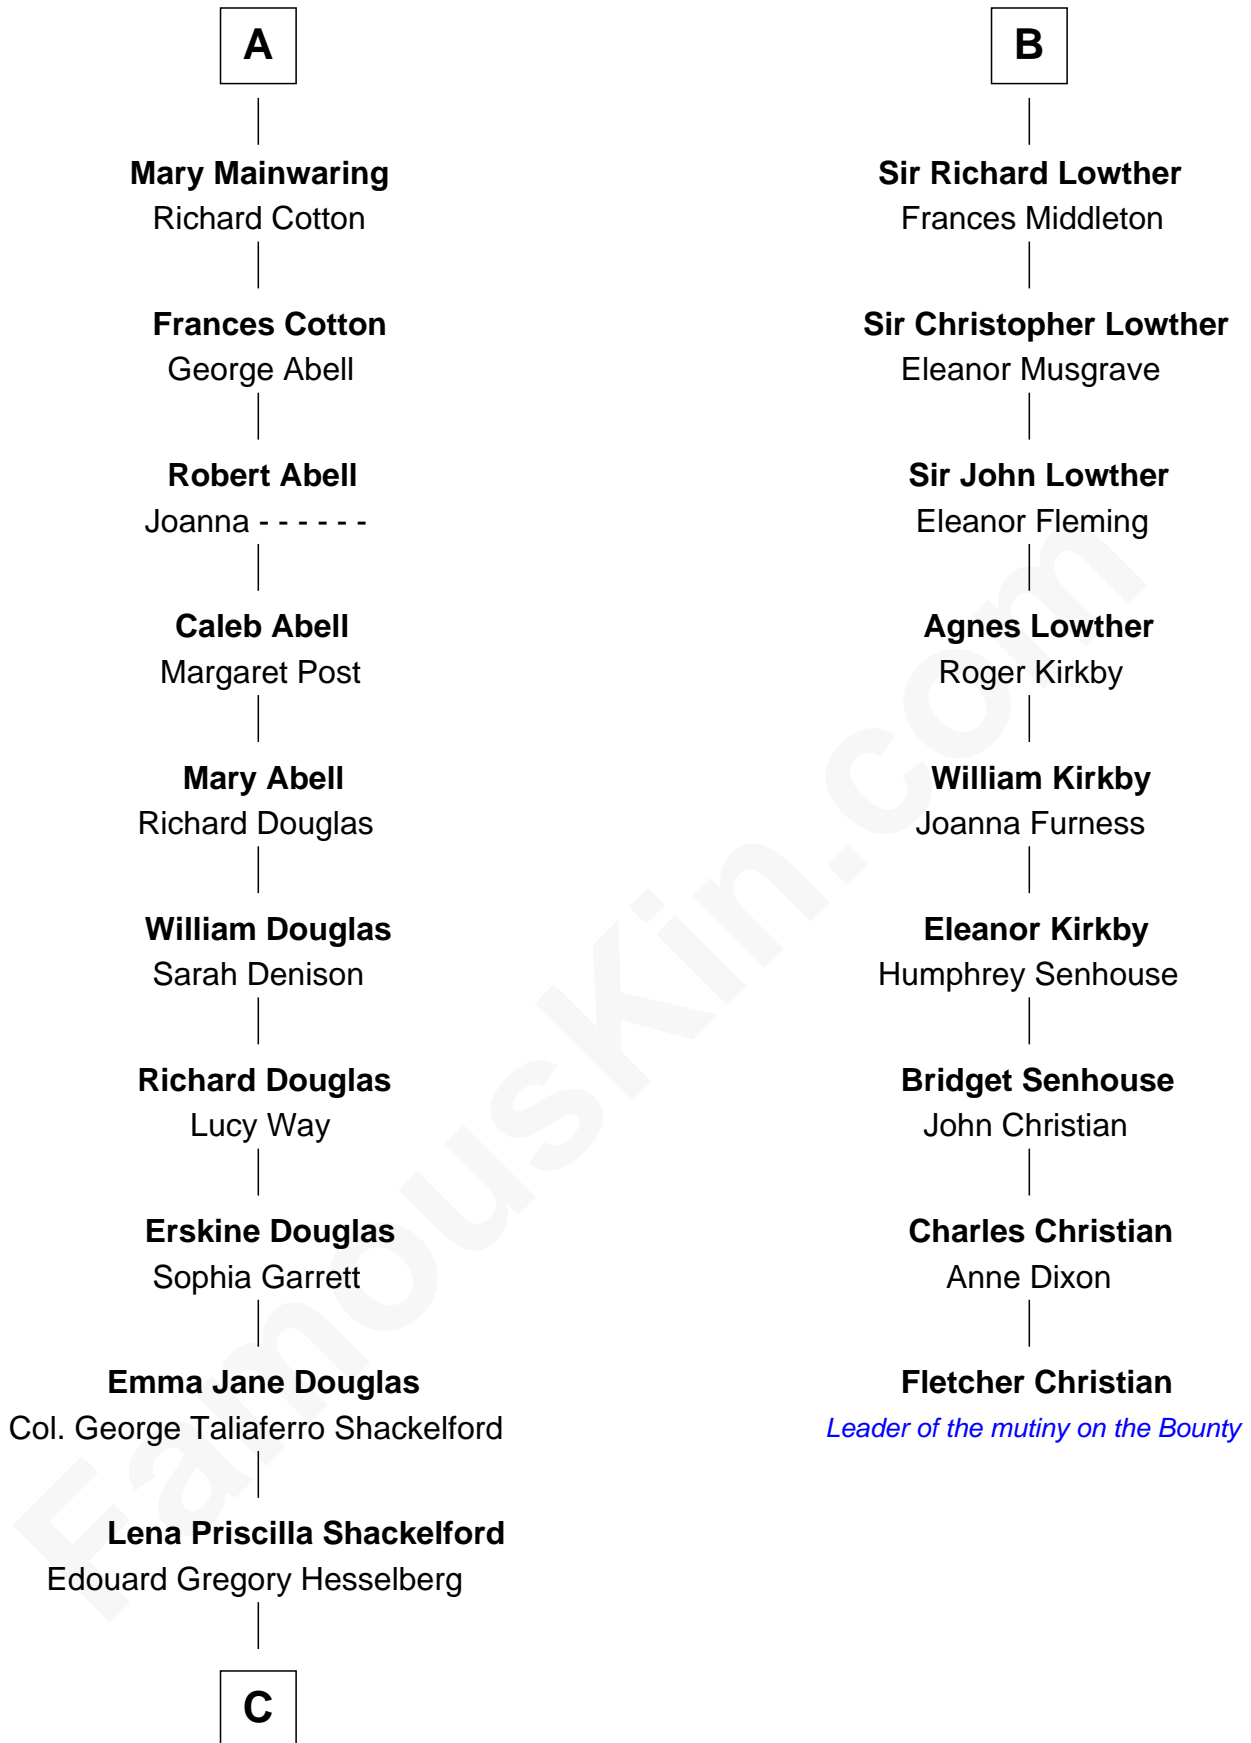 A
Mary Mainwaring
Richard Cotton
Frances Cotton
George Abell
Robert Abell
Joanna - - - - - -
Caleb Abell
Margaret Post
Mary Abell
Richard Douglas
William Douglas
Sarah Denison
Richard Douglas
Lucy Way
Erskine Douglas
Sophia Garrett
Emma Jane Douglas
Col. George Taliaferro Shackelford
Lena Priscilla Shackelford
Edouard Gregory Hesselberg
C
B
Sir Richard Lowther
Frances Middleton
Sir Christopher Lowther
Eleanor Musgrave
Sir John Lowther
Eleanor Fleming
Agnes Lowther
Roger Kirkby
William Kirkby
Joanna Furness
Eleanor Kirkby
Humphrey Senhouse
Bridget Senhouse
John Christian
Charles Christian
Anne Dixon
Fletcher Christian
Leader of the mutiny on the Bounty
FamousKin.com